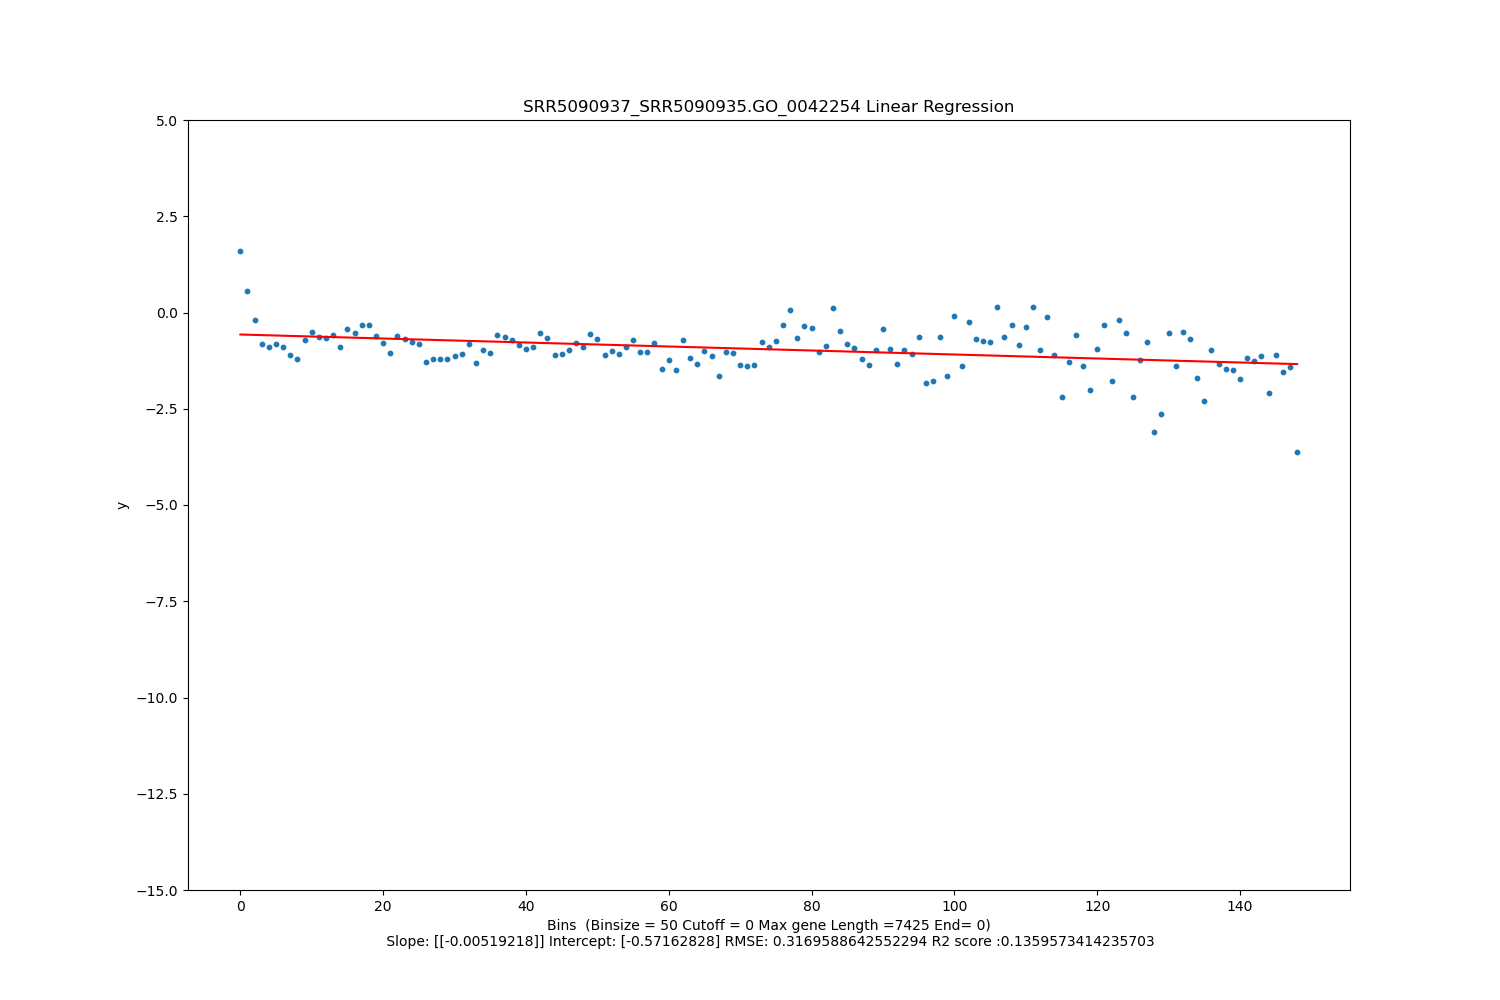 SRR5090937_SRR5090935.GO_0042254 Linear Regression
5.0
2.5
0.0
−2.5
−5.0
−7.5
−10.0
−12.5
−15.0
y
0 20 40 60 80 100 120 140
Bins  (Binsize = 50 Cutoff = 0 Max gene Length =7425 End= 0)
Slope: [[-0.00519218]] Intercept: [-0.57162828] RMSE: 0.3169588642552294 R2 score :0.1359573414235703